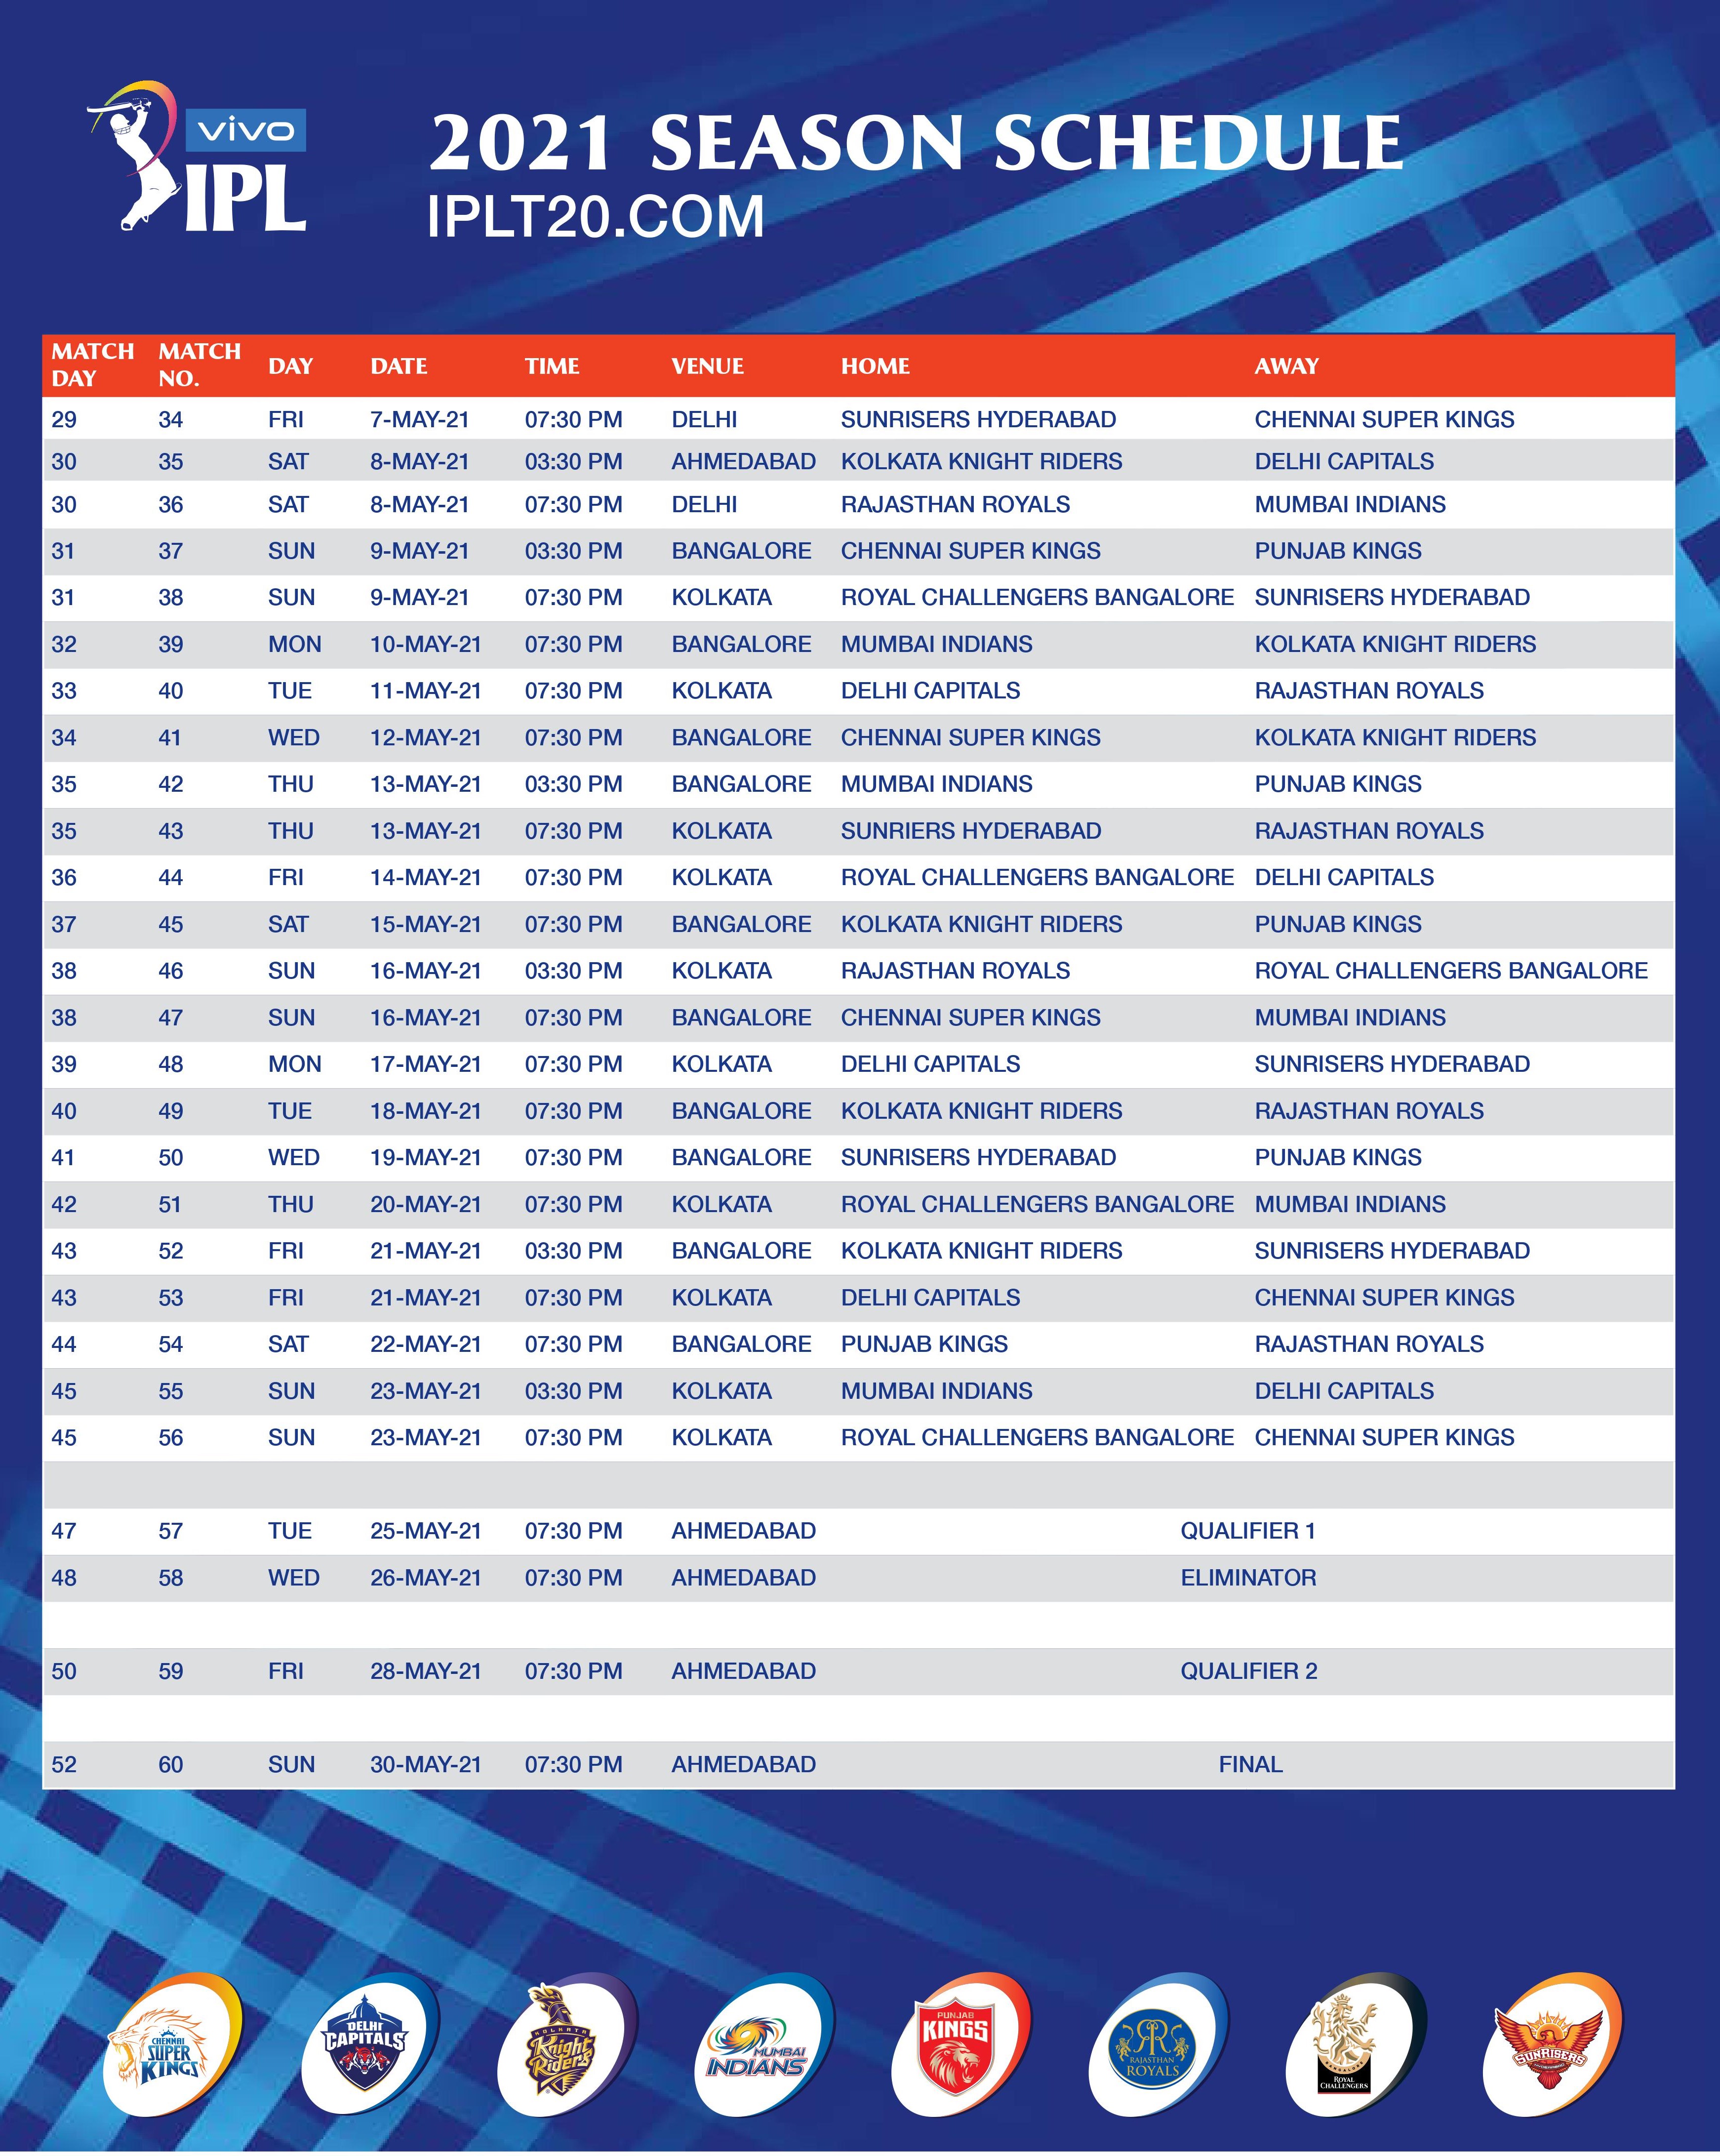 vivo
IPL
2021 SEASON SCHEDULE
IPLT20.COM
MATCH DAY MATCH NO. DAY DATE TIME VENUE HOME AWAY
29 34 FRI 7-MAY-21 07:30 PM DELHI SUNRISERS HYDERABAD CHENNAI SUPER KINGS
30 35 SAT 8-MAY-21 03:30 PM AHMEDABAD KOLKATA KNIGHT RIDERS DELHI CAPITALS
30 36 SAT 8-MAY-21 07:30 PM DELHI RAJASTHAN ROYALS MUMBAI INDIANS
31 37 SUN 9-MAY-21 03:30 PM BANGALORE CHENNAI SUPER KINGS PUNJAB KINGS
31 38 SUN 9-MAY-21 07:30 PM KOLKATA ROYAL CHALLENGERS BANGALORE SUNRISERS HYDERABAD
32 39 MON 10-MAY-21 07:30 PM BANGALORE MUMBAI INDIANS KOLKATA KNIGHT RIDERS
33 40 TUE 11-MAY-21 07:30 PM KOLKATA DELHI CAPITALS RAJASTHAN ROYALS
34 41 WED 12-MAY-21 07:30 PM BANGALORE CHENNAI SUPER KINGS KOLKATA KNIGHT RIDERS
35 42 THU 13-MAY-21 03:30 PM BANGALORE MUMBAI INDIANS PUNJAB KINGS
35 43 THU 13-MAY-21 07:30 PM KOLKATA SUNRIERS HYDERABAD RAJASTHAN ROYALS
36 44 FRI 14-MAY-21 07:30 PM KOLKATA ROYAL CHALLENGERS BANGALORE DELHI CAPITALS
37 45 SAT 15-MAY-21 07:30 PM BANGALORE KOLKATA KNIGHT RIDERS PUNJAB KINGS
38 46 SUN 16-MAY-21 03:30 PM KOLKATA RAJASTHAN ROYALS ROYAL CHALLENGERS BANGALORE
38 47 SUN 16-MAY-21 07:30 PM BANGALORE CHENNAI SUPER KINGS MUMBAI INDIANS
39 48 MON 17-MAY-21 07:30 PM KOLKATA DELHI CAPITALS SUNRISERS HYDERABAD
40 49 TUE 18-MAY-21 07:30 PM BANGALORE KOLKATA KNIGHT RIDERS RAJASTHAN ROYALS
41 50 WED 19-MAY-21 07:30 PM BANGALORE SUNRISERS HYDERABAD PUNJAB KINGS
42 51 THU 20-MAY-21 07:30 PM KOLKATA ROYAL CHALLENGERS BANGALORE MUMBAI INDIANS
43 52 FRI 21-MAY-21 03:30 PM BANGALORE KOLKATA KNIGHT RIDERS SUNRISERS HYDERABAD
43 53 FRI 21-MAY-21 07:30 PM KOLKATA DELHI CAPITALS CHENNAI SUPER KINGS
44 54 SAT 22-MAY-21 07:30 PM BANGALORE PUNJAB KINGS RAJASTHAN ROYALS
45 55 SUN 23-MAY-21 03:30 PM KOLKATA MUMBAI INDIANS DELHI CAPITALS
45 56 SUN 23-MAY-21 07:30 PM KOLKATA ROYAL CHALLENGERS BANGALORE CHENNAI SUPER KINGS
47 57 TUE 25-MAY-21 07:30 PM AHMEDABAD QUALIFIER 1
48 58 WED 26-MAY-21 07:30 PM AHMEDABAD ELIMINATOR
50 59 FRI 28-MAY-21 07:30 PM AHMEDABAD QUALIFIER 2
52 60 SUN 30-MAY-21 07:30 PM AHMEDABAD FINAL
CHENNAI
SUPER
KINGS
DELHI
CAPITALS
KOLKATA
Knight
Riders
MUMBAI
INDIANS
PUNJAB
KINGS
RR
RAJASTHAN
ROYALS
ROYAL
CHALLENGERS
SUNRISERS